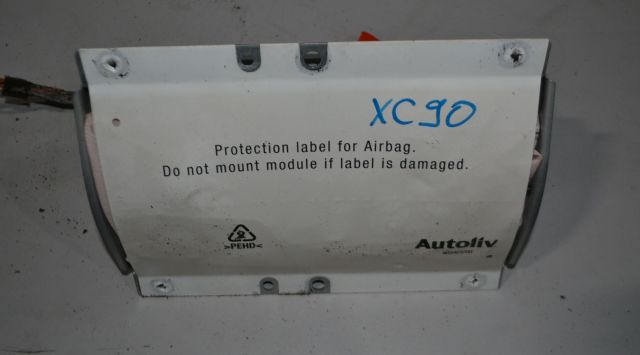 XC90
Protection label for Airbag.
Do not mount module if label is damaged.
>PEHD<
Autoliv